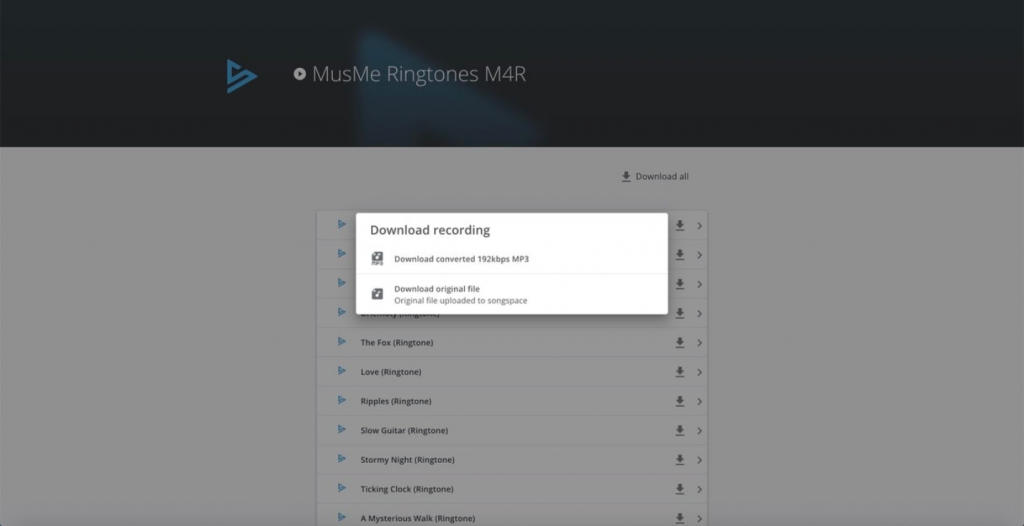 MusMe Ringtones M4R
Download all
Download recording
MP3
Download converted 192kbps MP3
Download original file
Original file uploaded to songspace
(Ringtone)
The Fox (Ringtone)
Love (Ringtone)
Ripples (Ringtone)
Slow Guitar (Ringtone)
Stormy Night (Ringtone)
Ticking Clock (Ringtone)
A Mysterious Walk (Ringtone)